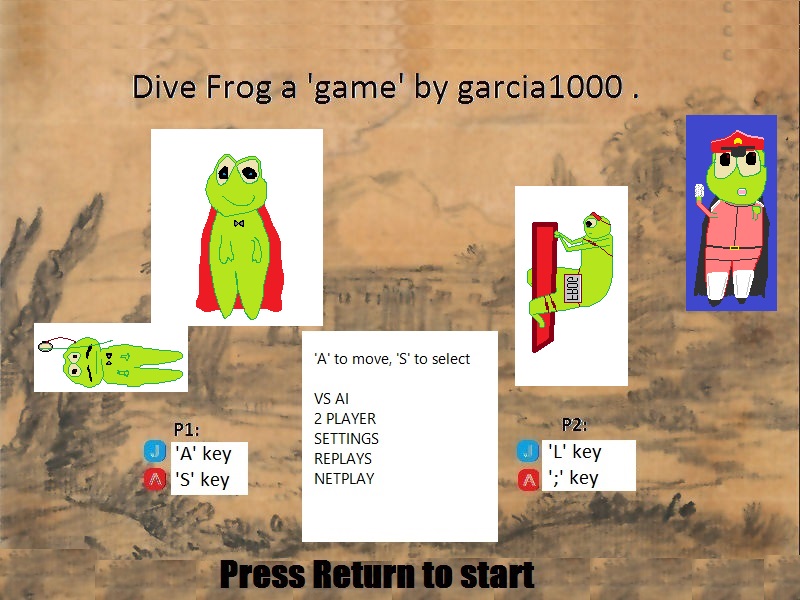 Dive Frog a 'game' by garcia1000 .
'A' to move, 'S' to select
VS AI
2 PLAYER
SETTINGS
REPLAYS
NETPLAY
P1:
J 'A' key
'S' key
P2:
J 'L' key
';' key
Press Return to start